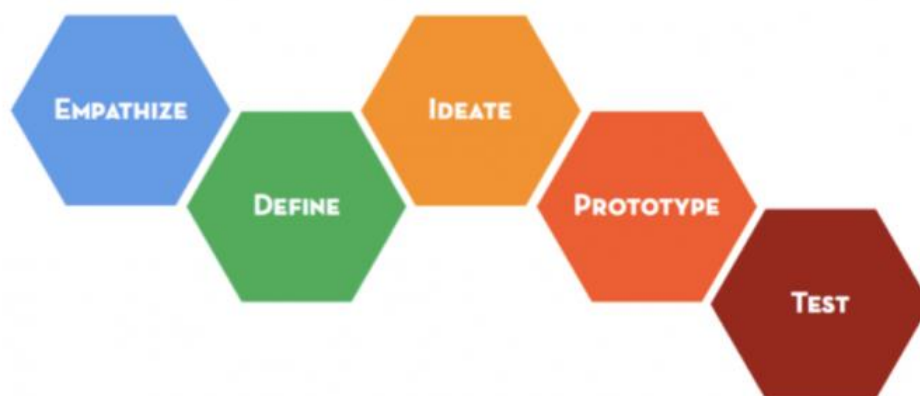 EMPATHIZE
DEFINE
IDEATE
PROTOTYPE
TEST